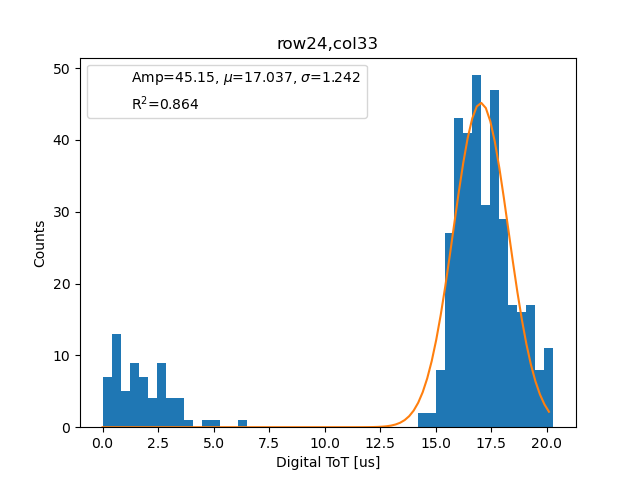 row24,col33
Amp=45.15, μ=17.037, σ=1.242
R²=0.864
50
40
30
20
10
0
Counts
0.0 2.5 5.0 7.5 10.0 12.5 15.0 17.5 20.0
Digital ToT [us]